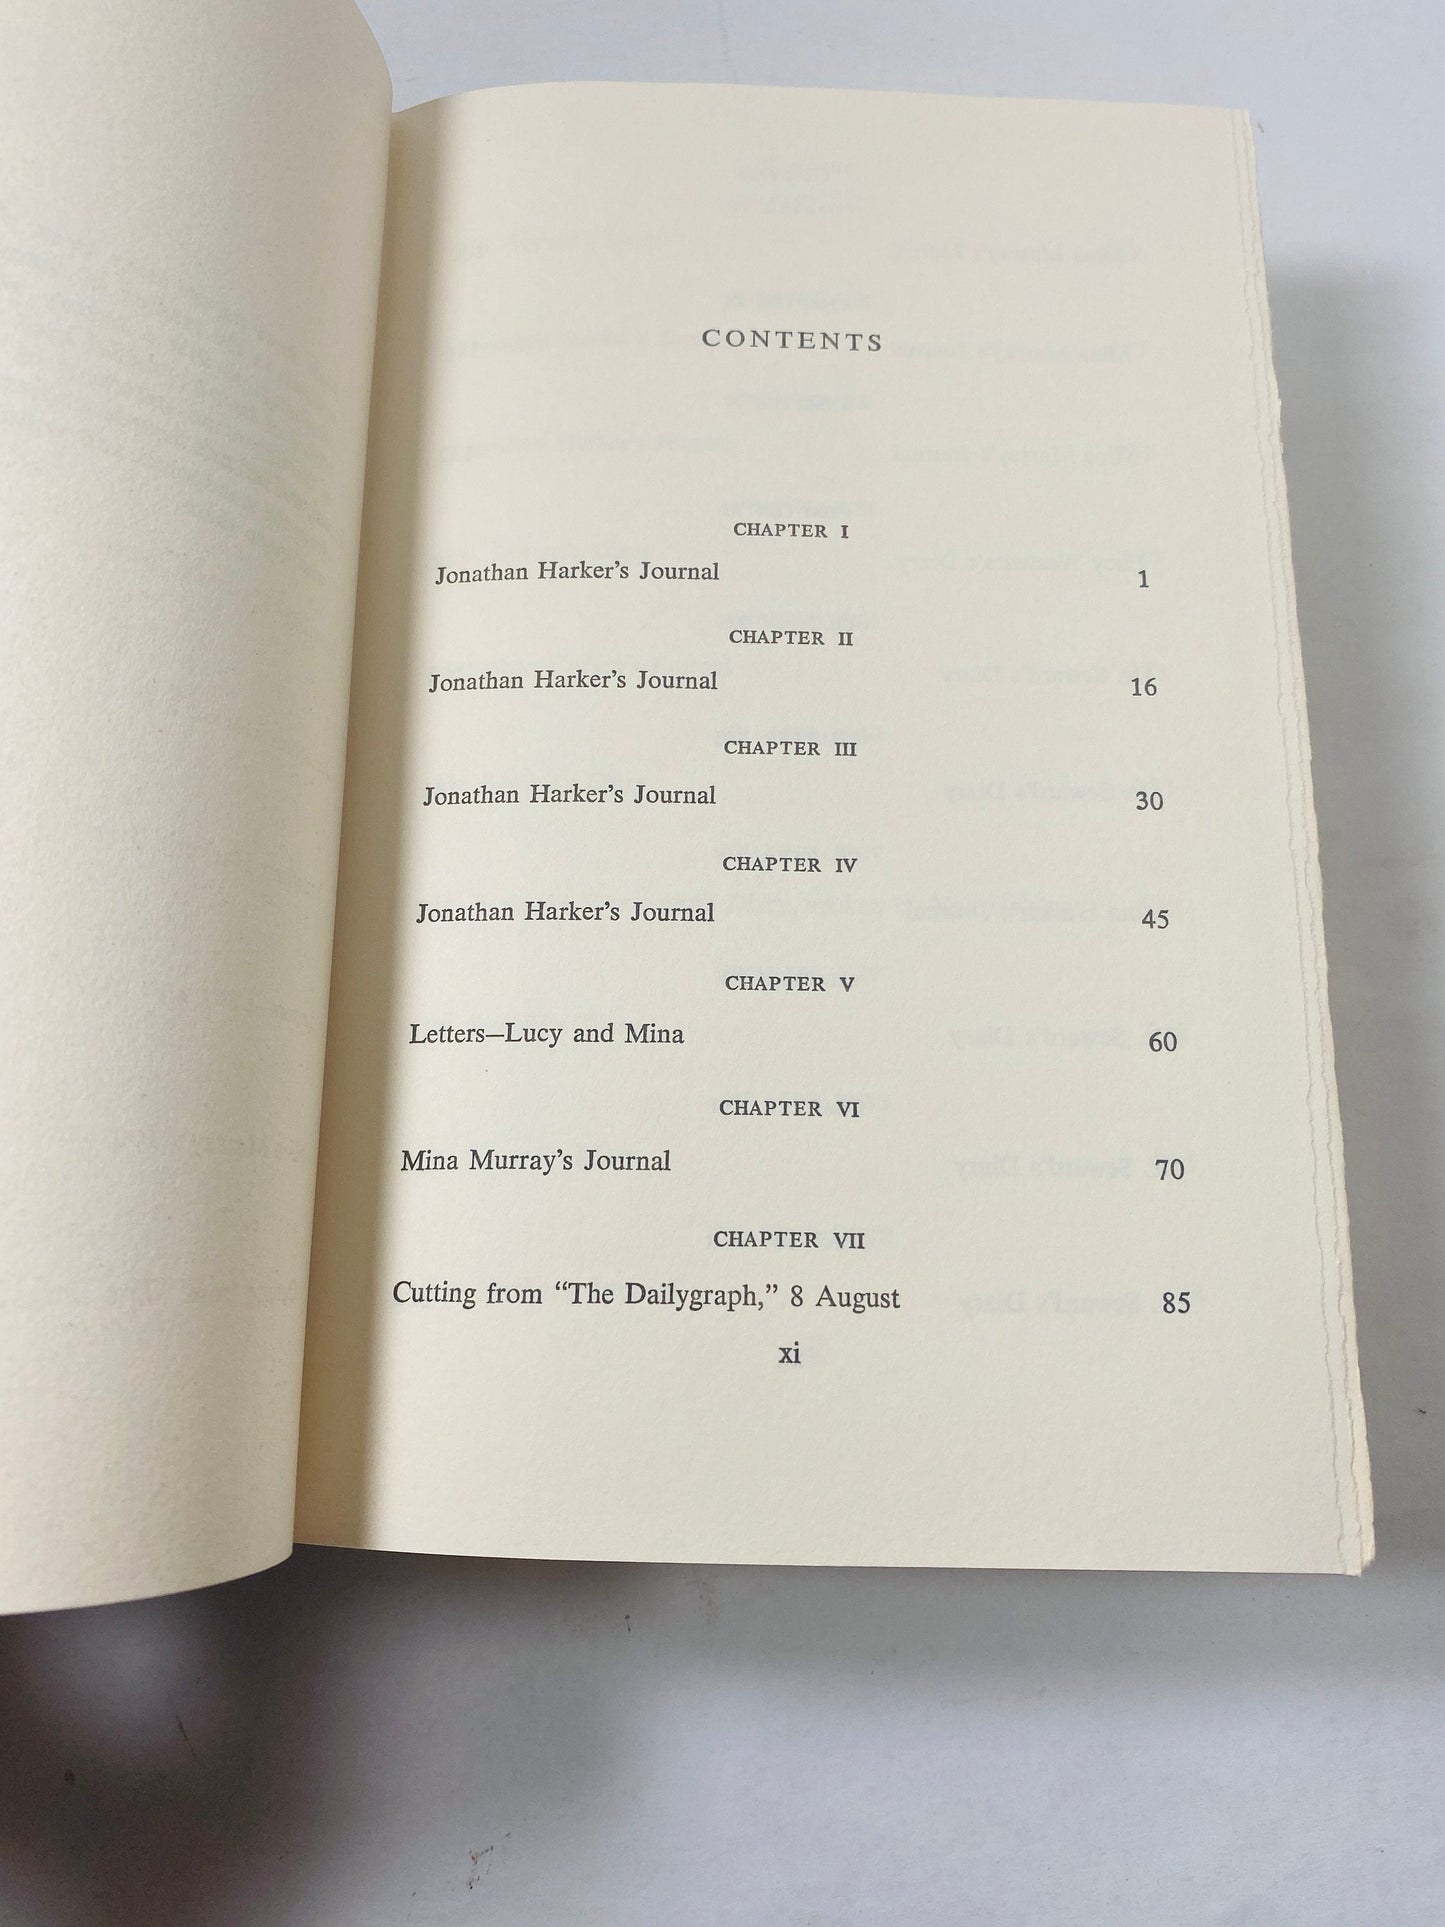 CONTENTS
CHAPTER I
Jonathan Harker's Journal 1
CHAPTER II
Jonathan Harker's Journal 16
CHAPTER III
Jonathan Harker's Journal 30
CHAPTER IV
Jonathan Harker's Journal 45
CHAPTER V
Letters—Lucy and Mina 60
CHAPTER VI
Mina Murray's Journal 70
CHAPTER VII
Cutting from “The Dailygraph,” 8 August 85
xi